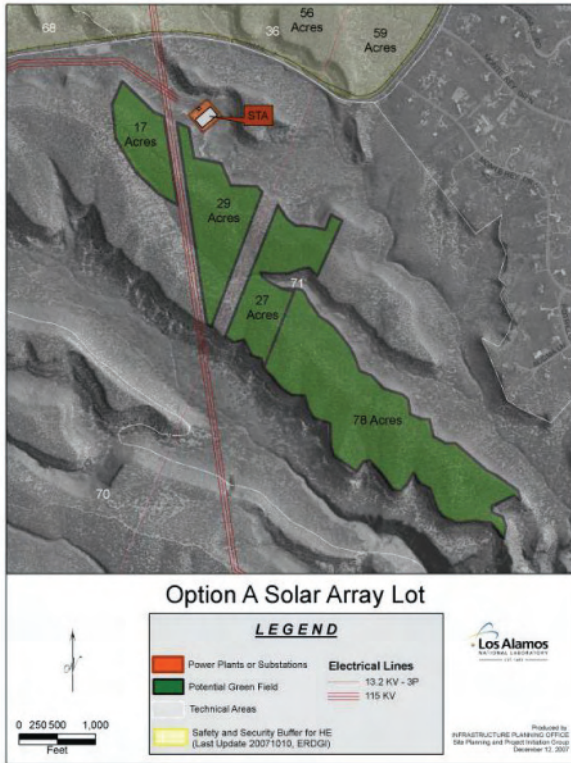 68
36
56
Acres
59
Acres
STA
17
Acres
29
Acres
71
27
Acres
78 Acres
70
Option A Solar Array Lot
LEGEND
Power Plants or Substations
Potential Green Field
Technical Areas
Safety and Security Buffer for HE
(Last Update 20071010, ERDGI)
Electrical Lines
13.2 KV - 3P
115 KV
N
0 250 500 1,000
Feet
Los Alamos
NATIONAL LABORATORY
EST. 1943
Produced by
INFRASTRUCTURE PLANNING OFFICE
Site Planning and Project Initiation Group
December 12, 2007